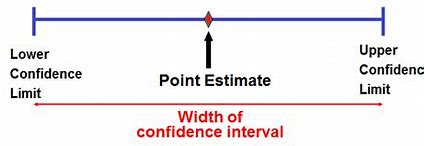 Lower
Confidence
Limit
Point Estimate
Upper
Confidenc
Limit
Width of
confidence interval